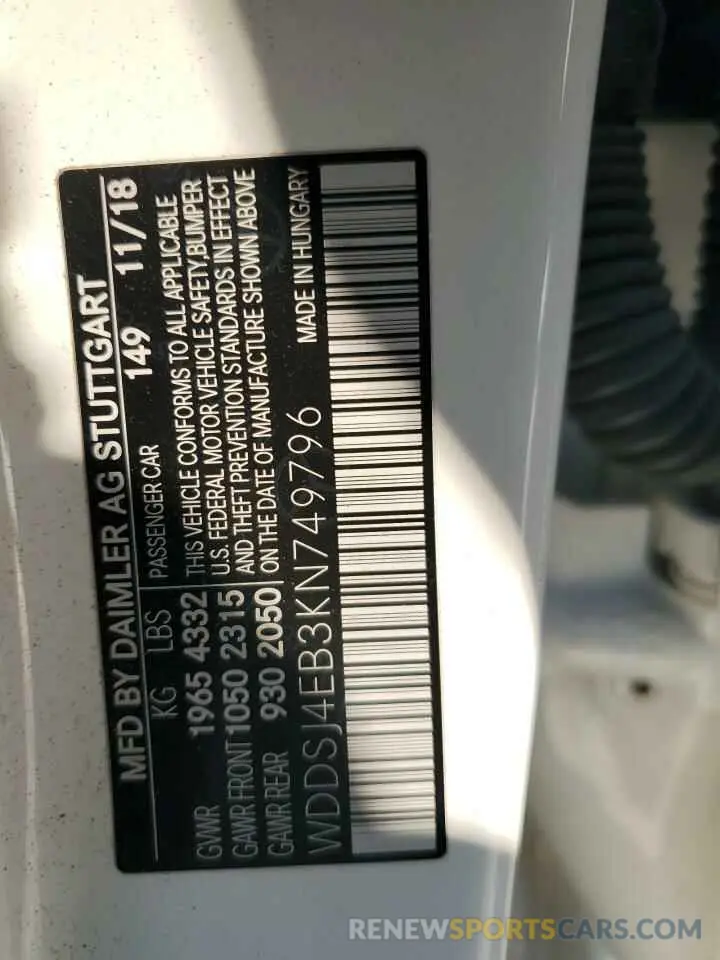 MFD BY DAIMLER AG STUTTGART
149 11/18
KG LBS PASSENGER CAR
GVWR 1965 4332
GAWR FRONT 1050 2315
GAWR REAR 930 2050
THIS VEHICLE CONFORMS TO ALL APPLICABLE
U.S. FEDERAL MOTOR VEHICLE SAFETY,BUMPER
AND THEFT PREVENTION STANDARDS IN EFFECT
ON THE DATE OF MANUFACTURE SHOWN ABOVE
WDDSJ4EB3KN749796 MADE IN HUNGARY
RENEWSPORTSCARS.COM